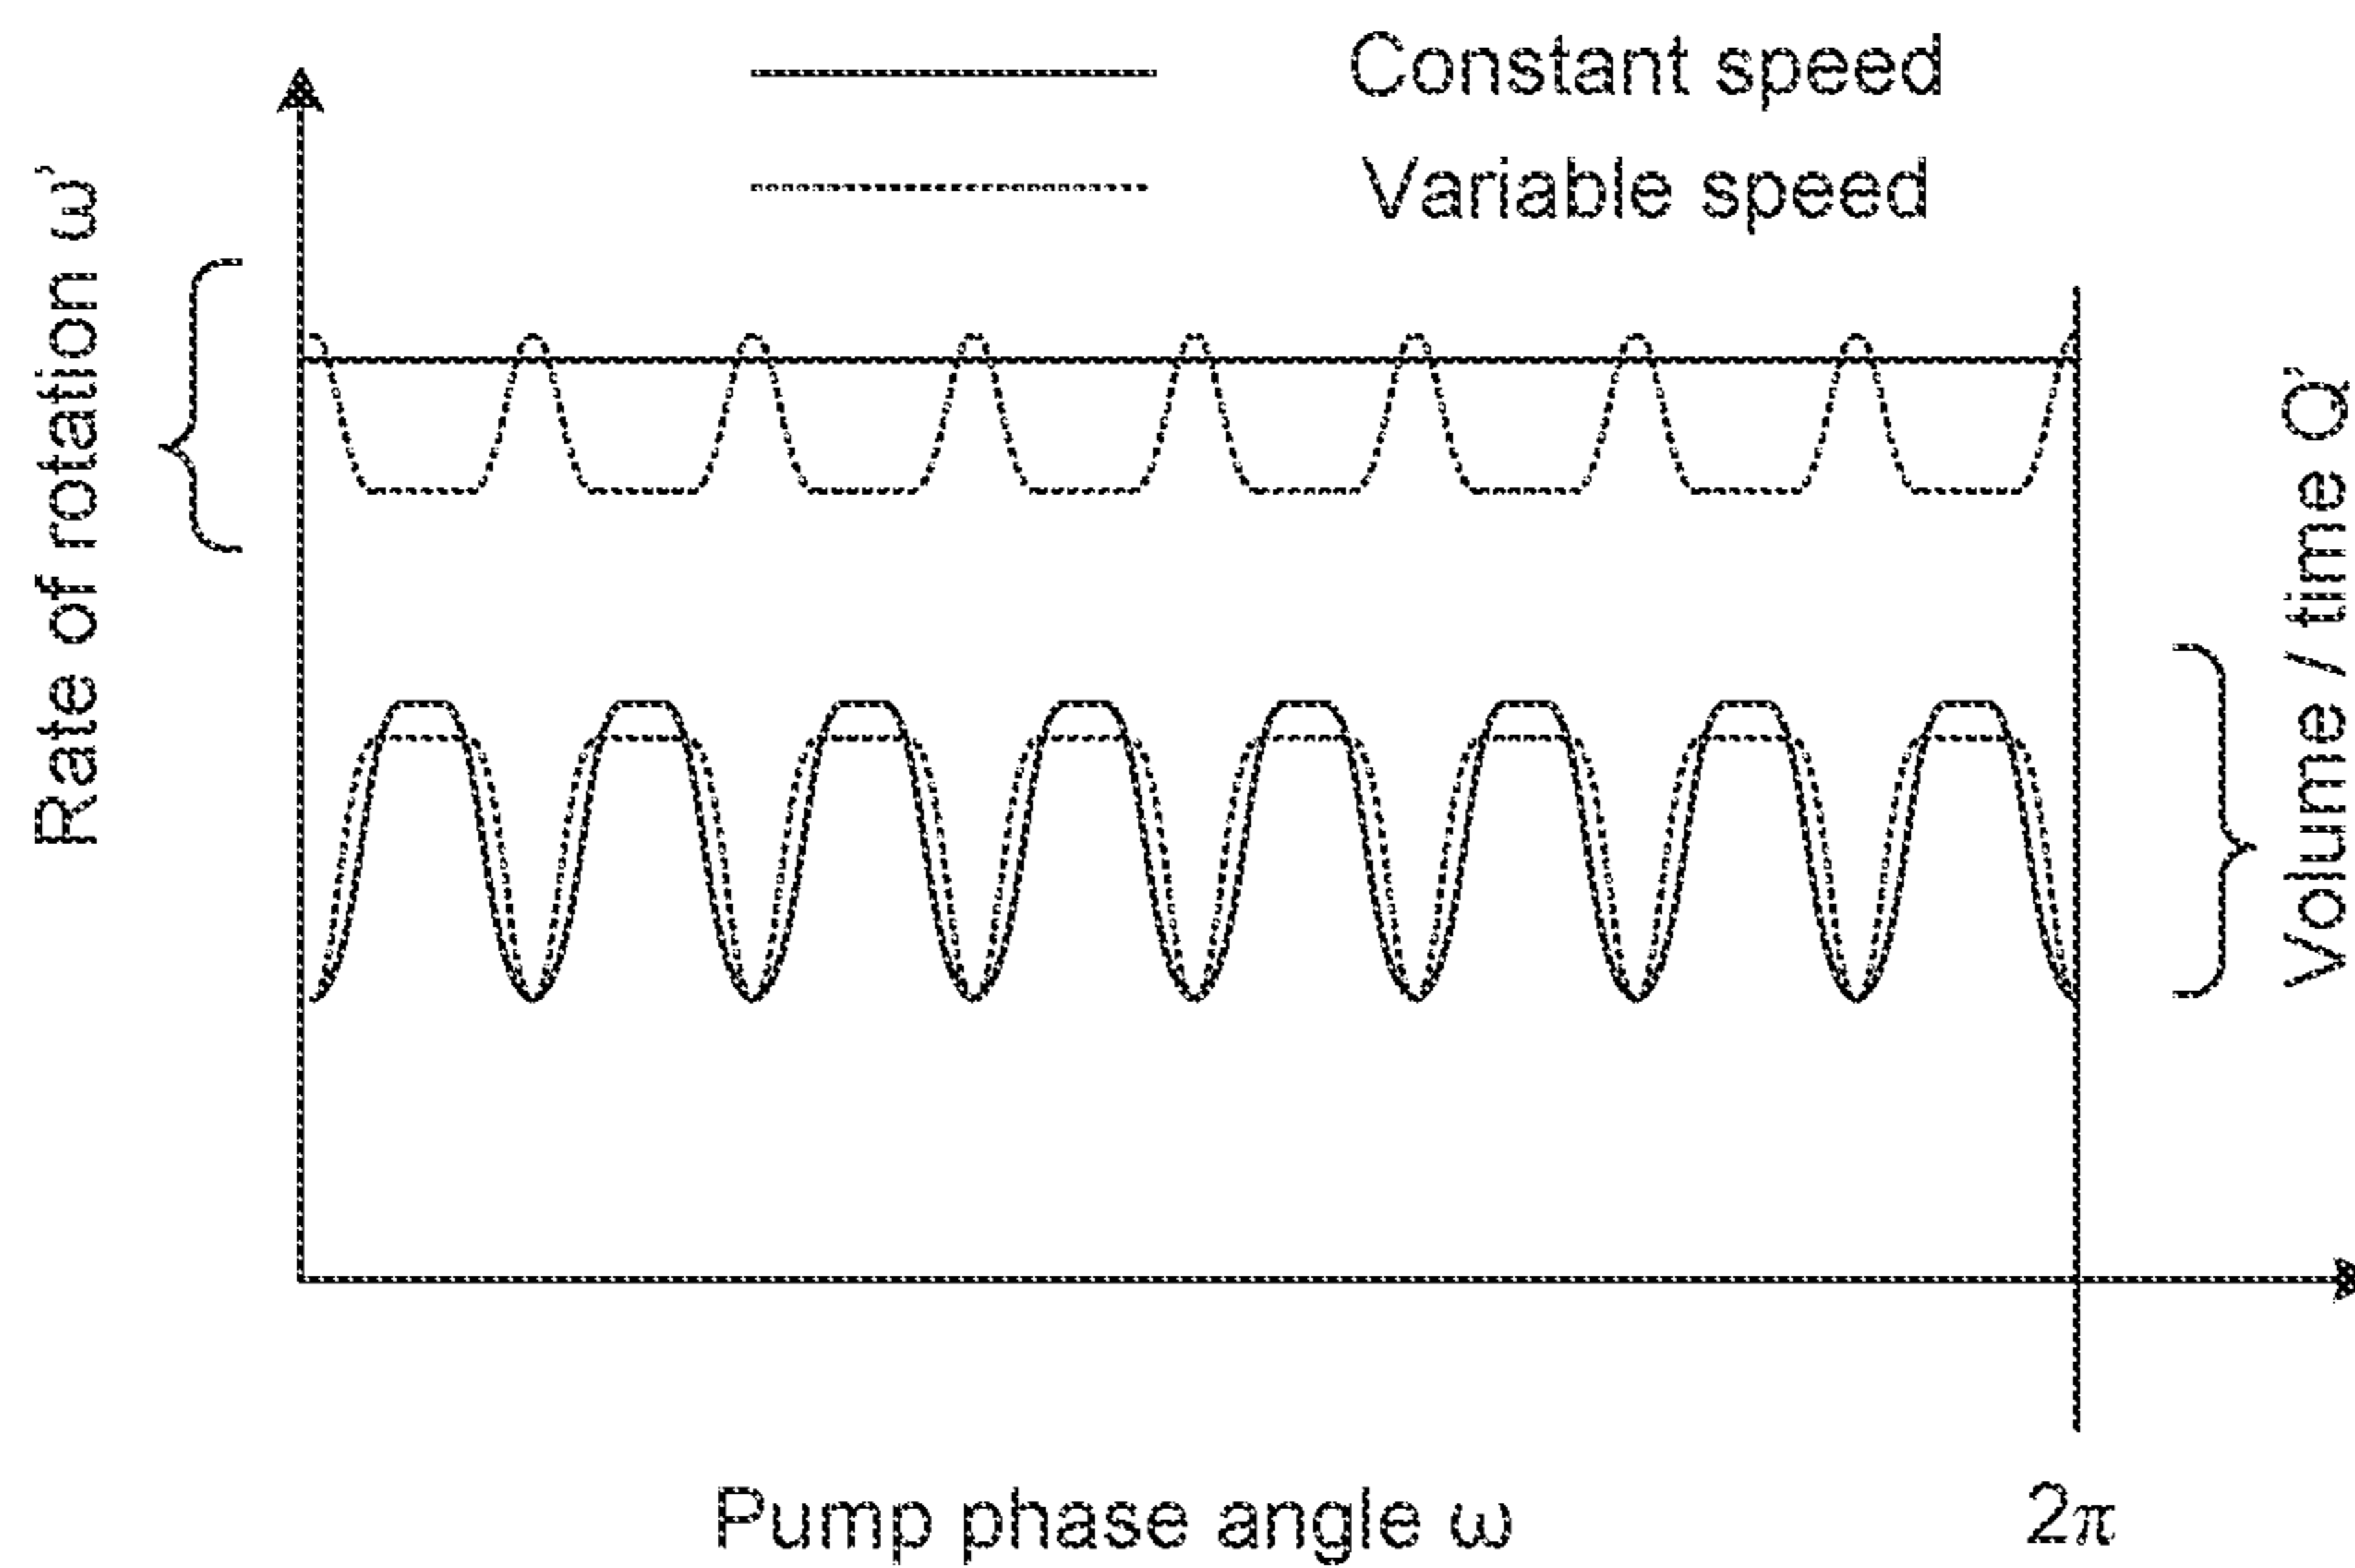 Constant speed
Variable speed
Rate of rotation ω'
Volume / time Q'
Pump phase angle ω
2π